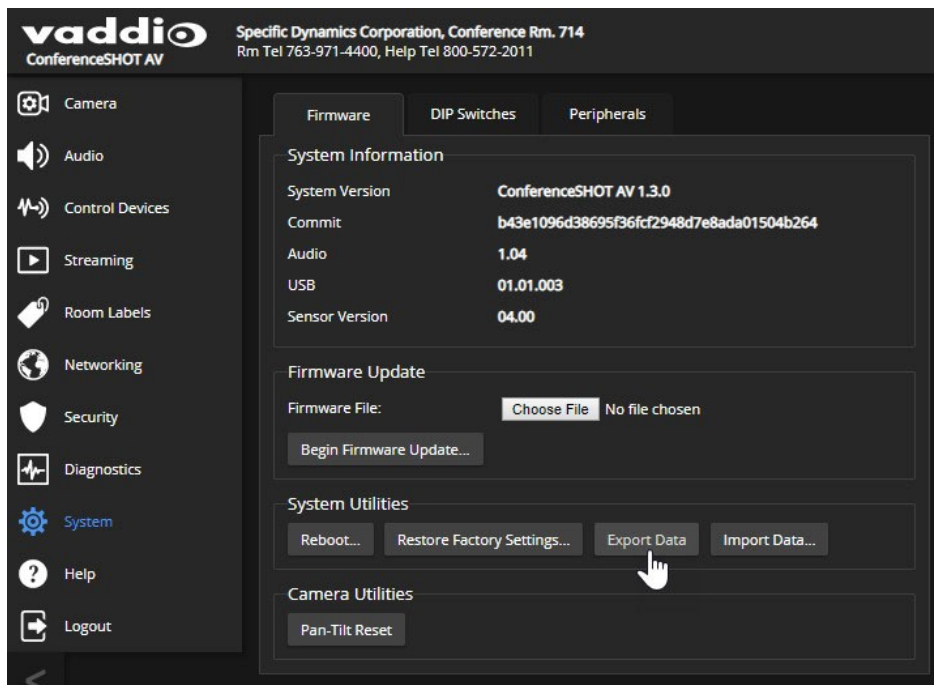 vaddio
ConferenceSHOT AV
Specific Dynamics Corporation, Conference Rm. 714
Rm Tel 763-971-4400, Help Tel 800-572-2011
Camera
Audio
Control Devices
Streaming
Room Labels
Networking
Security
Diagnostics
System
? Help
Logout
<
Firmware DIP Switches Peripherals
System Information
System Version ConferenceSHOT AV 1.3.0
Commit b43e1096d38695f36fcf2948d7e8ada01504b264
Audio 1.04
USB 01.01.003
Sensor Version 04.00
Firmware Update
Firmware File: Choose File No file chosen
Begin Firmware Update...
System Utilities
Reboot... Restore Factory Settings... Export Data Import Data...
Camera Utilities
Pan-Tilt Reset